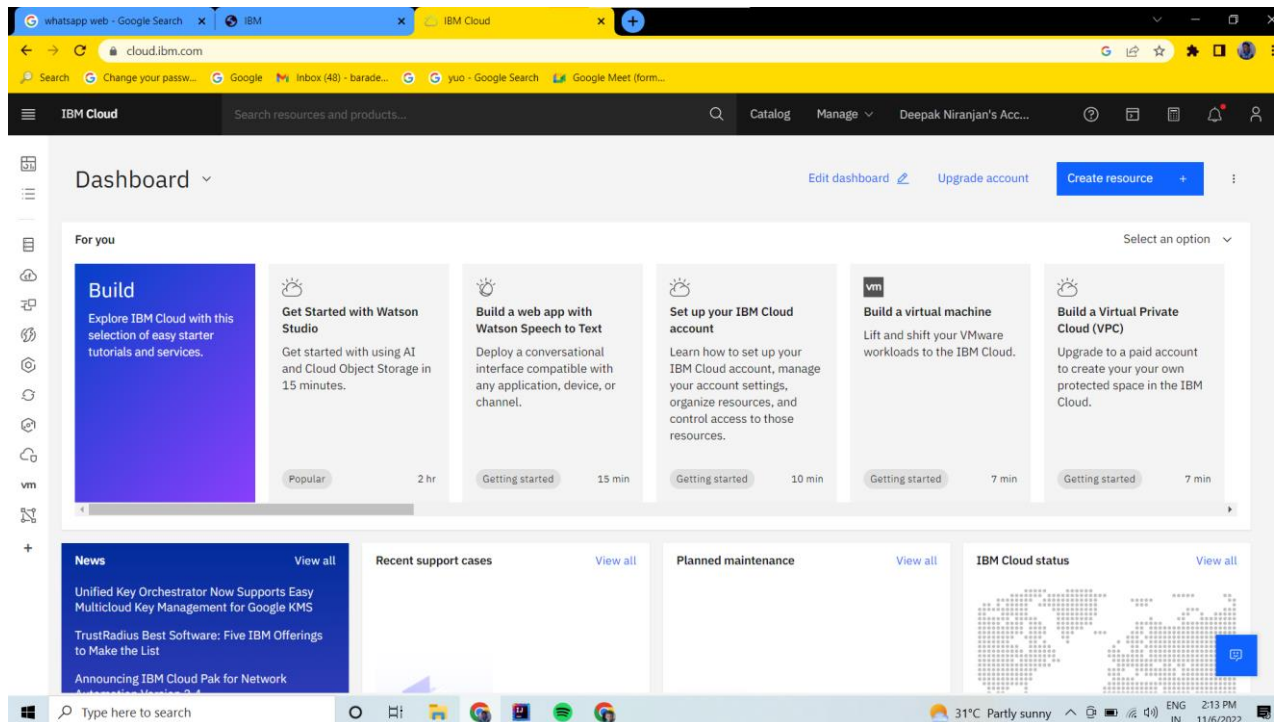 whatsapp web - Google Search
IBM
IBM Cloud
cloud.ibm.com
Search
Change your passw...
Google
Inbox (48) - barade...
yuo - Google Search
Google Meet (form...
IBM Cloud
Search resources and products...
Catalog
Manage
Deepak Niranjan's Acc...
Dashboard
Edit dashboard
Upgrade account
Create resource +
For you
Select an option
Build
Explore IBM Cloud with this
selection of easy starter
tutorials and services.
Get Started with Watson
Studio
Get started with using AI
and Cloud Object Storage in
15 minutes.
Popular
2 hr
Build a web app with
Watson Speech to Text
Deploy a conversational
interface compatible with
any application, device, or
channel.
Getting started
15 min
Set up your IBM Cloud
account
Learn how to set up your
IBM Cloud account, manage
your account settings,
organize resources, and
control access to those
resources.
Getting started
10 min
vm
Build a virtual machine
Lift and shift your VMware
workloads to the IBM Cloud.
Getting started
7 min
Build a Virtual Private
Cloud (VPC)
Upgrade to a paid account
to create your your own
protected space in the IBM
Cloud.
Getting started
7 min
vm
News
View all
Unified Key Orchestrator Now Supports Easy
Multicloud Key Management for Google KMS
TrustRadius Best Software: Five IBM Offerings
to Make the List
Announcing IBM Cloud Pak for Network
Recent support cases
View all
Planned maintenance
View all
IBM Cloud status
View all
Type here to search
31°C Partly sunny
ENG
IN
2:13 PM
11/6/2022